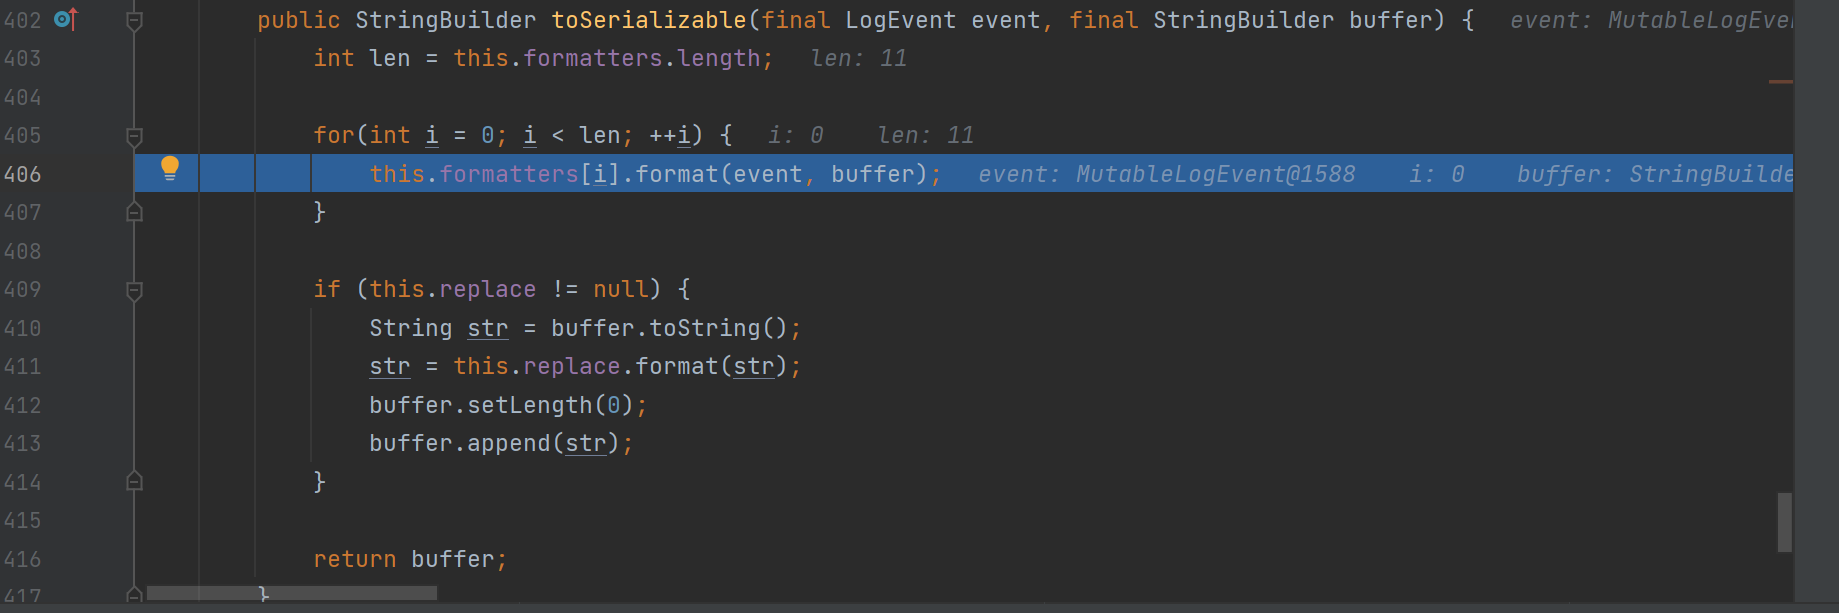 402 public StringBuilder toSerializable(final LogEvent event, final StringBuilder buffer) { event: MutableLogEve
403 int len = this.formatters.length; len: 11
404
405 for(int i = 0; i < len; ++i) { i: 0 len: 11
406 this.formatters[i].format(event, buffer); event: MutableLogEvent@1588 i: 0 buffer: StringBuilde
407 }
408
409 if (this.replace != null) {
410 String str = buffer.toString();
411 str = this.replace.format(str);
412 buffer.setLength(0);
413 buffer.append(str);
414 }
415
416 return buffer;
417 }